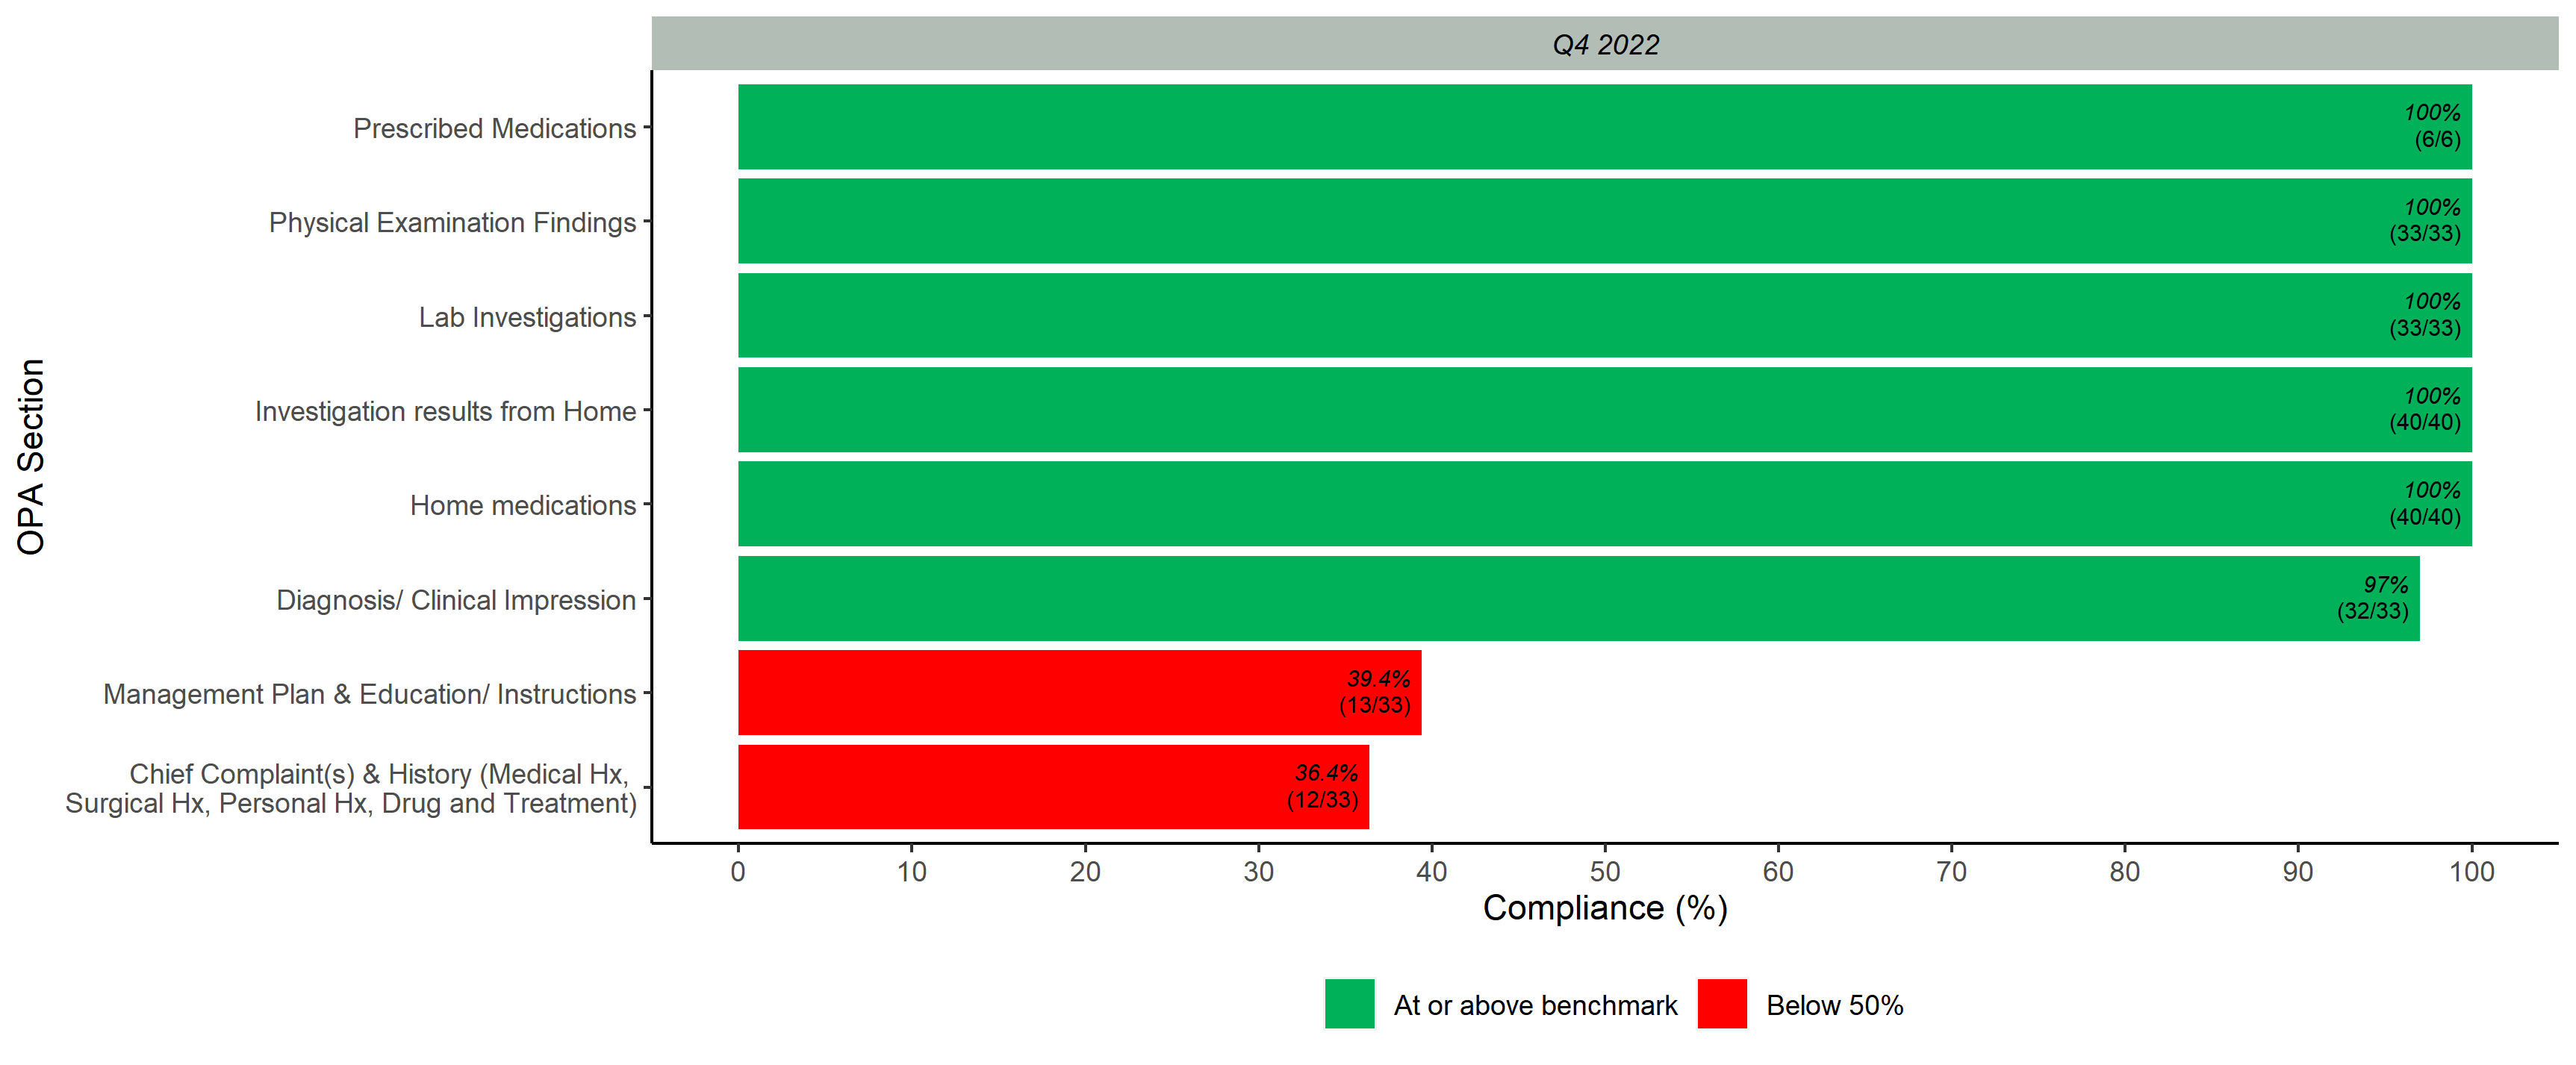 Q4 2022
OPA Section
Prescribed Medications
100%
(6/6)
Physical Examination Findings
100%
(33/33)
Lab Investigations
100%
(33/33)
Investigation results from Home
100%
(40/40)
Home medications
100%
(40/40)
Diagnosis/ Clinical Impression
97%
(32/33)
Management Plan & Education/ Instructions
39.4%
(13/33)
Chief Complaint(s) & History (Medical Hx,
Surgical Hx, Personal Hx, Drug and Treatment)
36.4%
(12/33)
0 10 20 30 40 50 60 70 80 90 100
Compliance (%)
At or above benchmark Below 50%